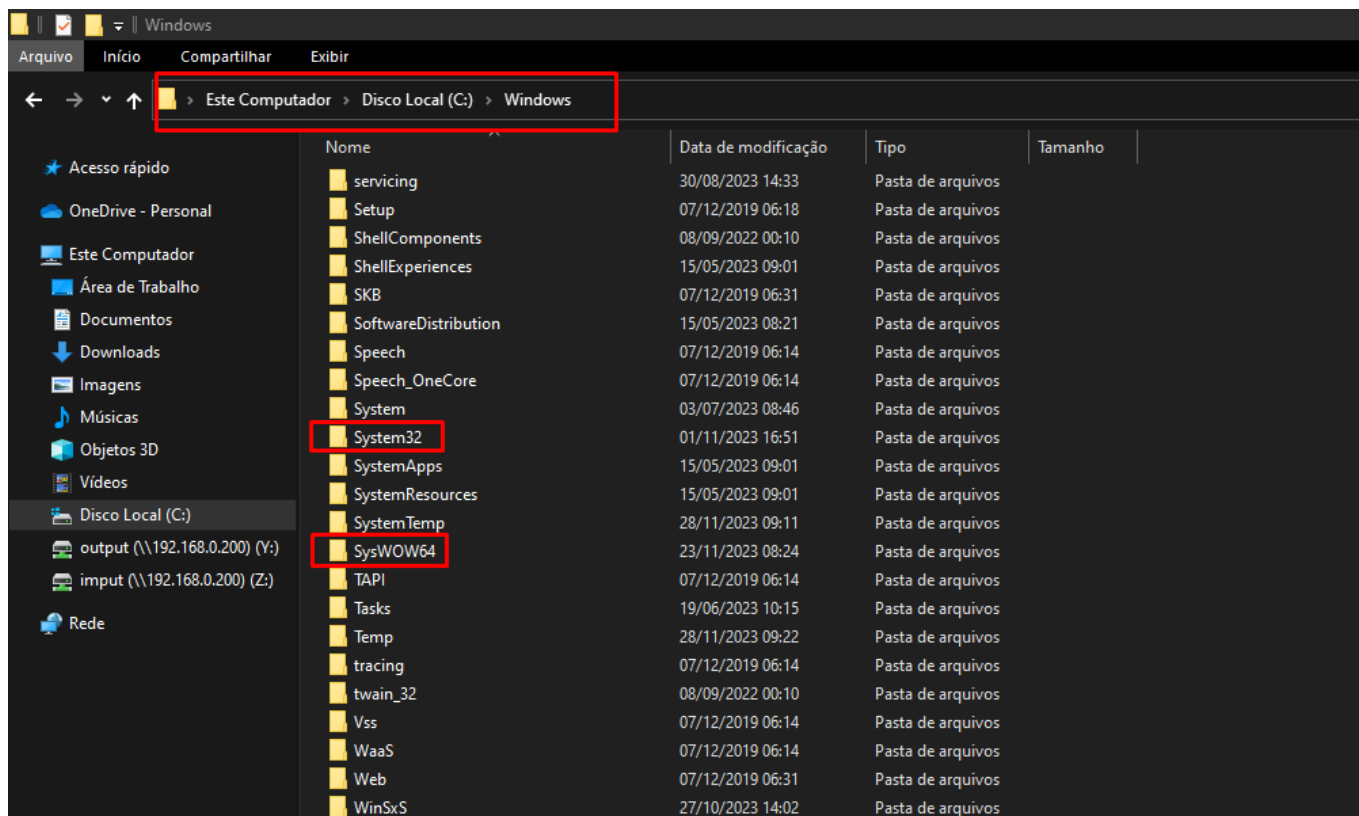 Windows
Arquivo Início Compartilhar Exibir
Este Computador Disco Local (C:) Windows
Acesso rápido
OneDrive - Personal
Este Computador
Área de Trabalho
Documentos
Downloads
Imagens
Músicas
Objetos 3D
Vídeos
Disco Local (C:)
output (\\192.168.0.200) (Y:)
imput (\\192.168.0.200) (Z:)
Rede
Nome Data de modificação Tipo Tamanho
servicing 30/08/2023 14:33 Pasta de arquivos
Setup 07/12/2019 06:18 Pasta de arquivos
ShellComponents 08/09/2022 00:10 Pasta de arquivos
ShellExperiences 15/05/2023 09:01 Pasta de arquivos
SKB 07/12/2019 06:31 Pasta de arquivos
SoftwareDistribution 15/05/2023 08:21 Pasta de arquivos
Speech 07/12/2019 06:14 Pasta de arquivos
Speech_OneCore 07/12/2019 06:14 Pasta de arquivos
System 03/07/2023 08:46 Pasta de arquivos
System32 01/11/2023 16:51 Pasta de arquivos
SystemApps 15/05/2023 09:01 Pasta de arquivos
SystemResources 15/05/2023 09:01 Pasta de arquivos
SystemTemp 28/11/2023 09:11 Pasta de arquivos
SysWOW64 23/11/2023 08:24 Pasta de arquivos
TAPI 07/12/2019 06:14 Pasta de arquivos
Tasks 19/06/2023 10:15 Pasta de arquivos
Temp 28/11/2023 09:22 Pasta de arquivos
tracing 07/12/2019 06:14 Pasta de arquivos
twain_32 08/09/2022 00:10 Pasta de arquivos
Vss 07/12/2019 06:14 Pasta de arquivos
WaaS 07/12/2019 06:14 Pasta de arquivos
Web 07/12/2019 06:31 Pasta de arquivos
WinSxS 27/10/2023 14:02 Pasta de arquivos